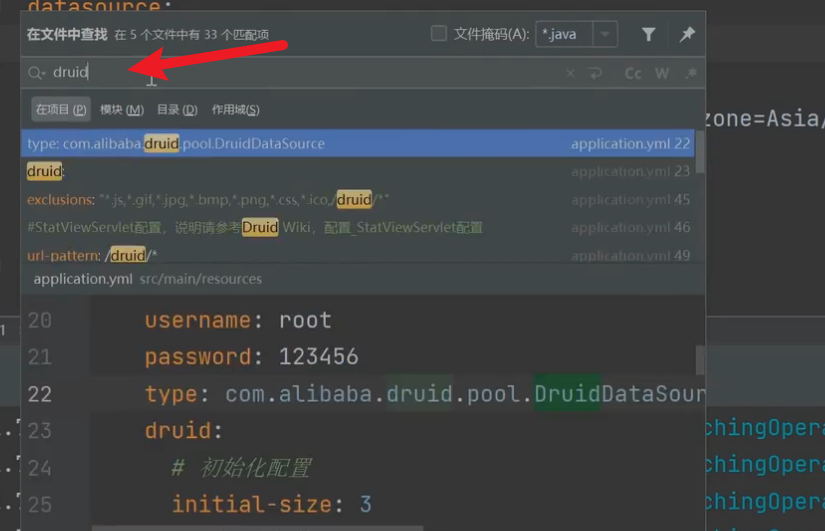 datasource:
在文件中查找 在 5 个文件中有 33 个匹配项 文件掩码(A): *.java
druid Cc W .*
在项目 (P) 模块 (M) 目录 (D) 作用域(S)
zone=Asia/
type: com.alibaba.druid.pool.DruidDataSource application.yml 22
druid: application.yml 23
exclusions: "*.js,*.gif,*.jpg,*.bmp,*.png,*.css,*.ico,/druid/*" application.yml 45
#StatViewServlet配置，说明请参考Druid Wiki，配置_StatViewServlet配置 application.yml 46
url-pattern: /druid/* application.yml 49
application.yml src/main/resources
20 username: root
21 password: 123456
22 type: com.alibaba.druid.pool.DruidDataSour
23 druid: chingOpera
24 # 初始化配置 chingOpera
25 initial-size: 3 chingOpera